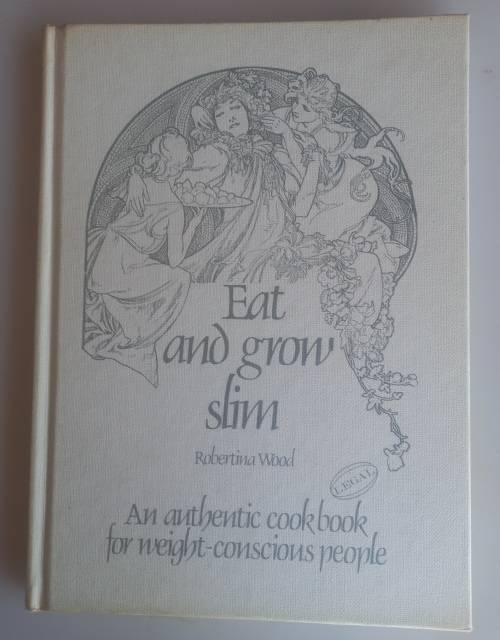 Eat
and grow
slim
Robertina Wood
LEGAL
An authentic cookbook
for weight-conscious people